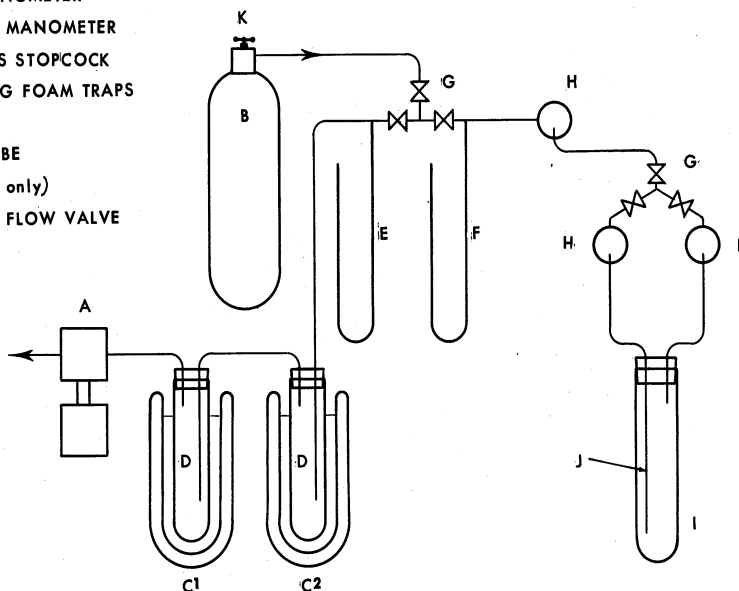 MANOMETER
S STOPCOCK
G FOAM TRAPS
BE
only)
FLOW VALVE
K
B
G
H
G
E
F
H
A
D
D
J
I
C1
C2